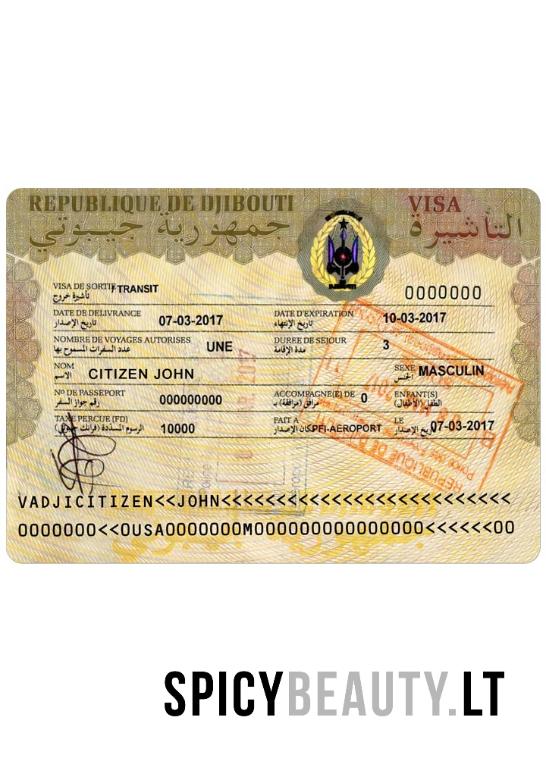 REPUBLIQUE DE DJIBOUTI VISA
جمهورية جيبوتي التأشيرة
VISA DE SORTIE TRANSIT 0000000
تأشيرة خروج
DATE DE DELIVRANCE 07-03-2017 DATE D'EXPIRATION 10-03-2017
تاريخ الإصدار تاريخ الإنتهاء
NOMBRE DE VOYAGES AUTORISES UNE DUREE DE SEJOUR 3
عدد السفرات المسموح بها مدة الإقامة
NOM CITIZEN JOHN SEXE MASCULIN
الاسم الجنس
Nº DE PASSEPORT 000000000 ACCOMPAGNE(E) DE 0 ENFANT(S)
رقم جواز السفر مرافق (مرافقة) بـ الطفل (الأطفال)
TAXE PERCUE (FD) 10000 FAIT A PFI-AEROPORT LE 07-03-2017
الرسوم المسددة (فرانك جيبوتي) مكان الإصدار تاريخ الإصدار
VADJICITIZEN<<JOHN<<<<<<<<<<<<<<<<<<<<<<<<<<
0000000<<0USA0000000M000000000000000<<<<<<00
SPICYBEAUTY.LT